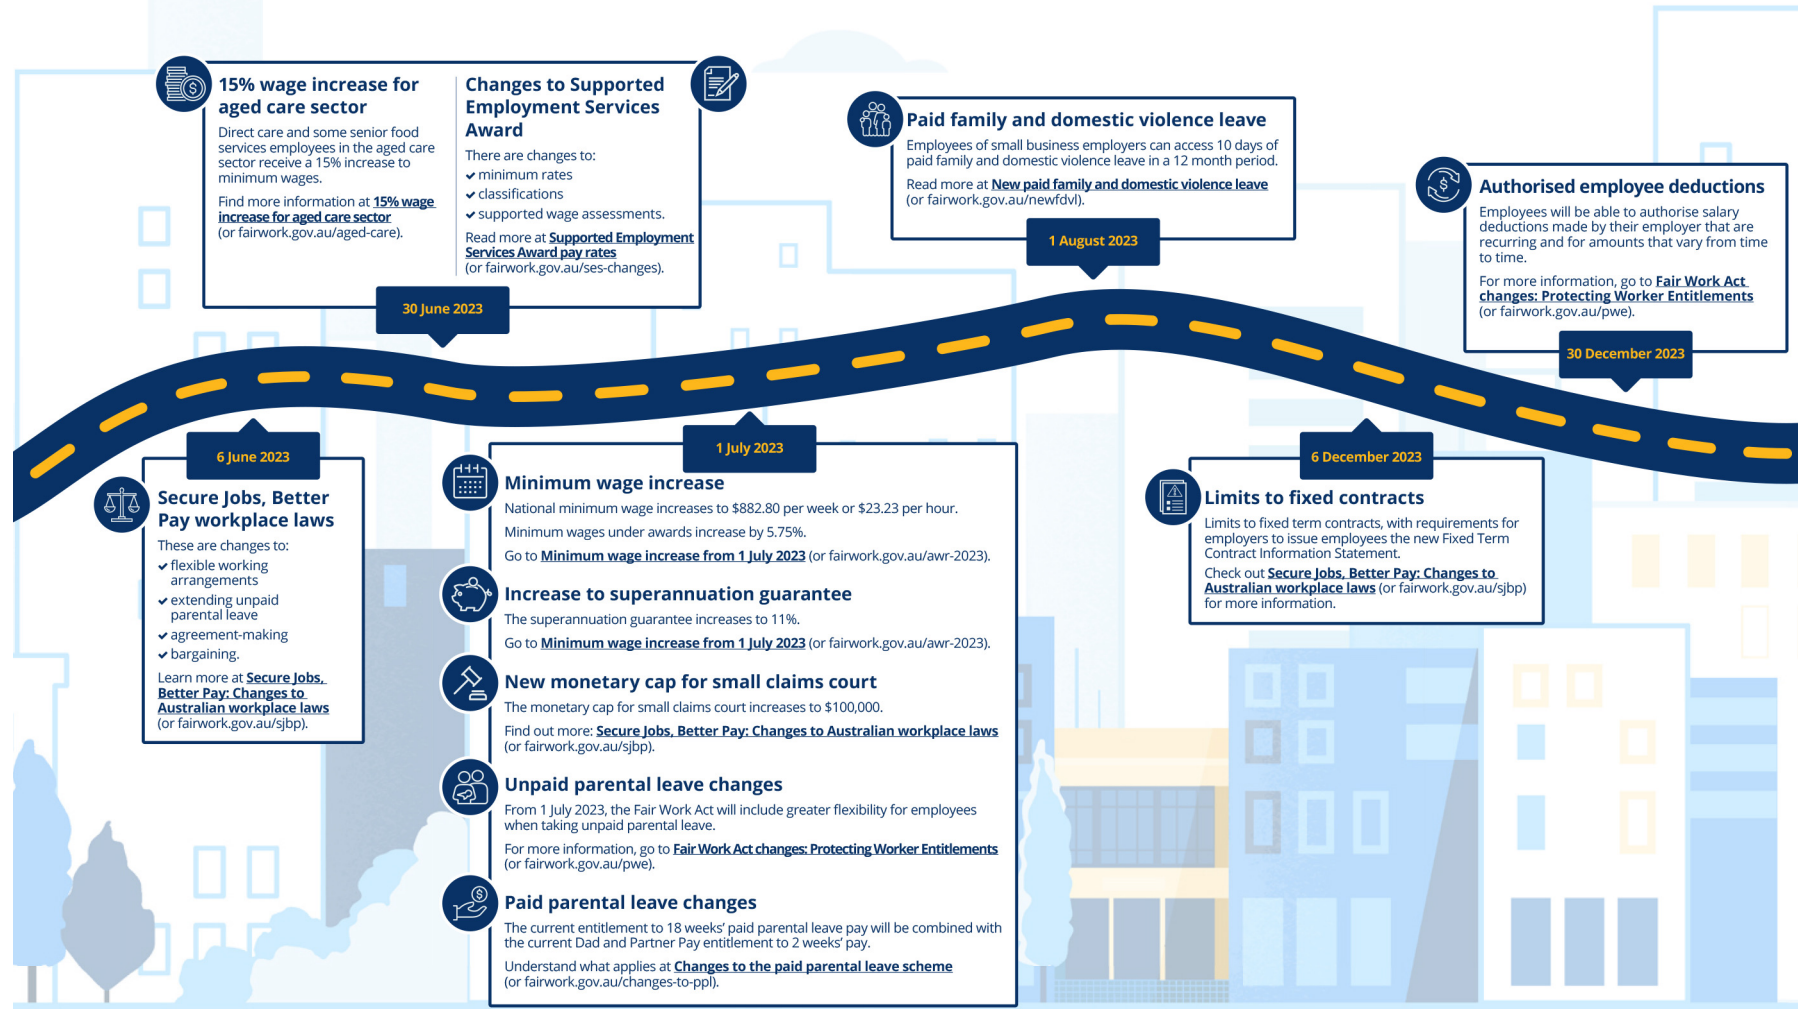 15% wage increase for
aged care sector
Direct care and some senior food
services employees in the aged care
sector receive a 15% increase to
minimum wages.
Find more information at 15% wage
increase for aged care sector
(or fairwork.gov.au/aged-care).
Changes to Supported
Employment Services
Award
There are changes to:
✔ minimum rates
✔ classifications
✔ supported wage assessments.
Read more at Supported Employment
Services Award pay rates
(or fairwork.gov.au/ses-changes).
30 June 2023
Paid family and domestic violence leave
Employees of small business employers can access 10 days of
paid family and domestic violence leave in a 12 month period.
Read more at New paid family and domestic violence leave
(or fairwork.gov.au/newfdvl).
1 August 2023
Authorised employee deductions
Employees will be able to authorise salary
deductions made by their employer that are
recurring and for amounts that vary from time
to time.
For more information, go to Fair Work Act
changes: Protecting Worker Entitlements
(or fairwork.gov.au/pwe).
30 December 2023
6 June 2023
Secure Jobs, Better
Pay workplace laws
These are changes to:
✔ flexible working
arrangements
✔ extending unpaid
parental leave
✔ agreement-making
✔ bargaining.
Learn more at Secure Jobs,
Better Pay: Changes to
Australian workplace laws
(or fairwork.gov.au/sjbp).
1 July 2023
Minimum wage increase
National minimum wage increases to $882.80 per week or $23.23 per hour.
Minimum wages under awards increase by 5.75%.
Go to Minimum wage increase from 1 July 2023 (or fairwork.gov.au/awr-2023).
Increase to superannuation guarantee
The superannuation guarantee increases to 11%.
Go to Minimum wage increase from 1 July 2023 (or fairwork.gov.au/awr-2023).
New monetary cap for small claims court
The monetary cap for small claims court increases to $100,000.
Find out more: Secure Jobs, Better Pay: Changes to Australian workplace laws
(or fairwork.gov.au/sjbp).
Unpaid parental leave changes
From 1 July 2023, the Fair Work Act will include greater flexibility for employees
when taking unpaid parental leave.
For more information, go to Fair Work Act changes: Protecting Worker Entitlements
(or fairwork.gov.au/pwe).
Paid parental leave changes
The current entitlement to 18 weeks' paid parental leave pay will be combined with
the current Dad and Partner Pay entitlement to 2 weeks' pay.
Understand what applies at Changes to the paid parental leave scheme
(or fairwork.gov.au/changes-to-ppl).
6 December 2023
Limits to fixed contracts
Limits to fixed term contracts, with requirements for
employers to issue employees the new Fixed Term
Contract Information Statement.
Check out Secure Jobs, Better Pay: Changes to
Australian workplace laws (or fairwork.gov.au/sjbp)
for more information.